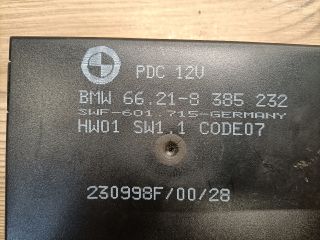 PDC 12V
BMW 66.21-8 385 232
SWF-601.715-GERMANY
HW01 SW1.1 CODE07
230998F/00/28